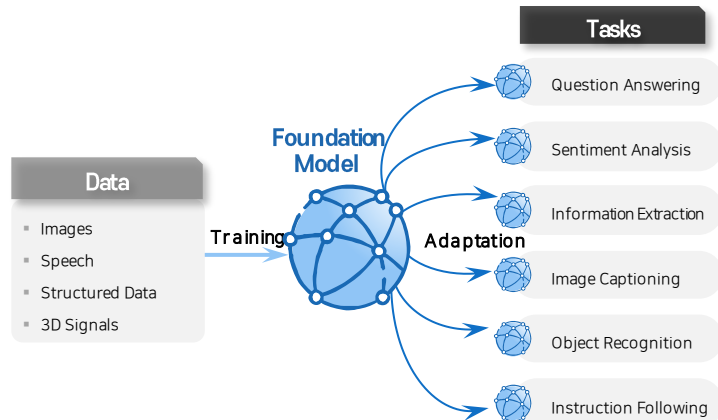 Tasks
Question Answering
Foundation
Model
Sentiment Analysis
Data
Images
Speech
Structured Data
3D Signals
Training
Adaptation
Information Extraction
Image Captioning
Object Recognition
Instruction Following